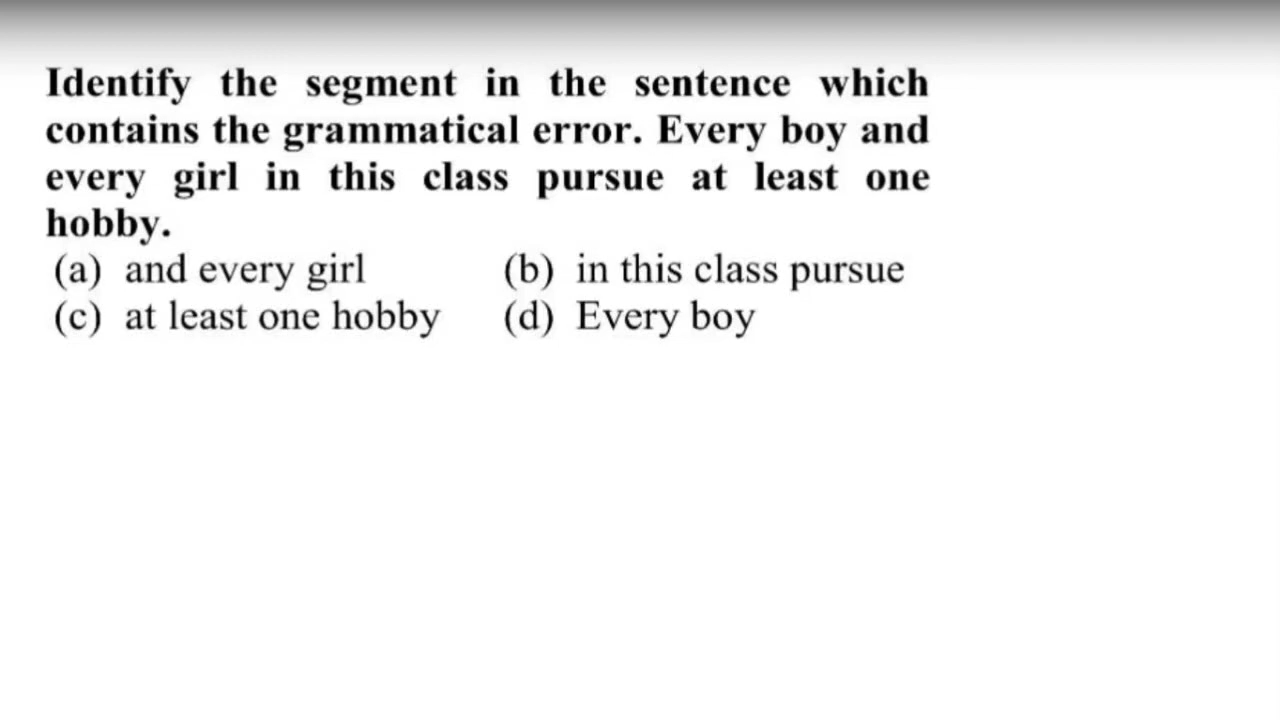 Identify the segment in the sentence which
contains the grammatical error. Every boy and
every girl in this class pursue at least one
hobby.
(a) and every girl (b) in this class pursue
(c) at least one hobby (d) Every boy